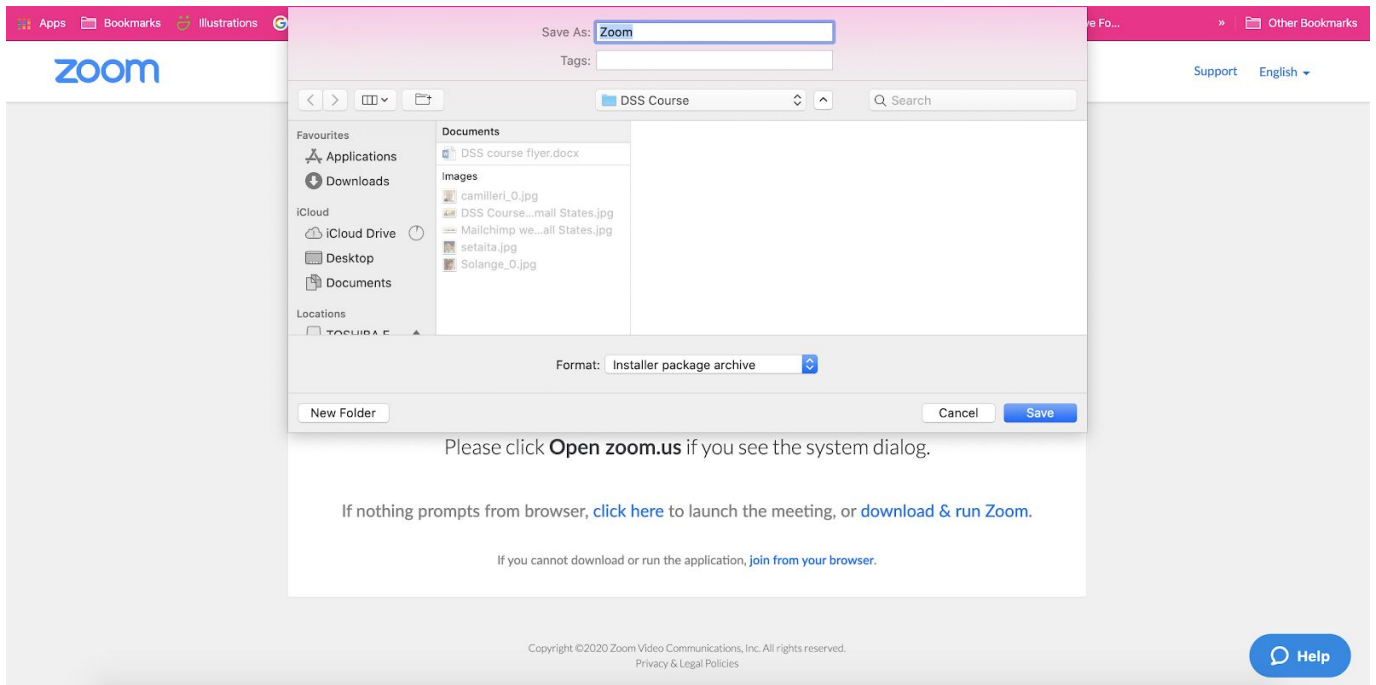 Apps Bookmarks Illustrations ve Fo... » Other Bookmarks
Save As: Zoom
Tags:
zoom
Support English
DSS Course Search
Favourites
Applications
Downloads
iCloud
iCloud Drive
Desktop
Documents
Locations
Documents
DSS course flyer.docx
Images
camilleri_0.jpg
DSS Course...mall States.jpg
Mailchimp we...all States.jpg
setaita.jpg
Solange_0.jpg
Format: Installer package archive
New Folder Cancel Save
Please click Open zoom.us if you see the system dialog.
If nothing prompts from browser, click here to launch the meeting, or download & run Zoom.
If you cannot download or run the application, join from your browser.
Copyright ©2020 Zoom Video Communications, Inc. All rights reserved.
Privacy & Legal Policies
Help